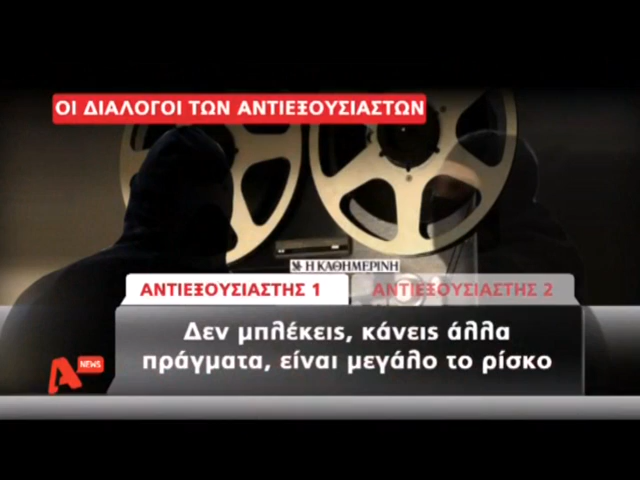 ΟΙ ΔΙΑΛΟΓΟΙ ΤΩΝ ΑΝΤΙΕΞΟΥΣΙΑΣΤΩΝ
Η ΚΑΘΗΜΕΡΙΝΗ
ΑΝΤΙΕΞΟΥΣΙΑΣΤΗΣ 1
ΑΝΤΙΕΞΟΥΣΙΑΣΤΗΣ 2
Δεν μπλέκεις, κάνεις άλλα
πράγματα, είναι μεγάλο το ρίσκο
A NEWS